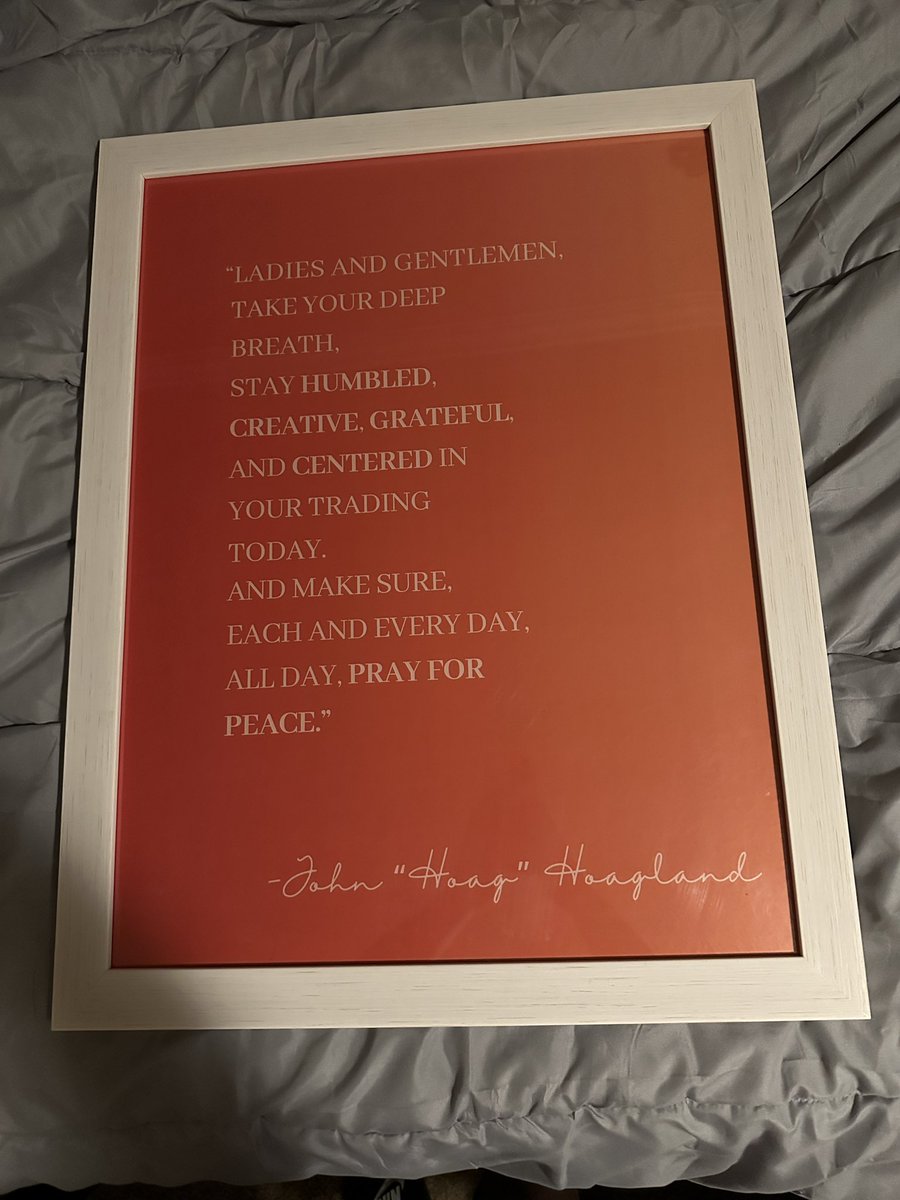 “LADIES AND GENTLEMEN,
TAKE YOUR DEEP
BREATH,
STAY HUMBLED,
CREATIVE, GRATEFUL,
AND CENTERED IN
YOUR TRADING
TODAY.
AND MAKE SURE,
EACH AND EVERY DAY,
ALL DAY, PRAY FOR
PEACE.”
-John “Hoag” Hoagland